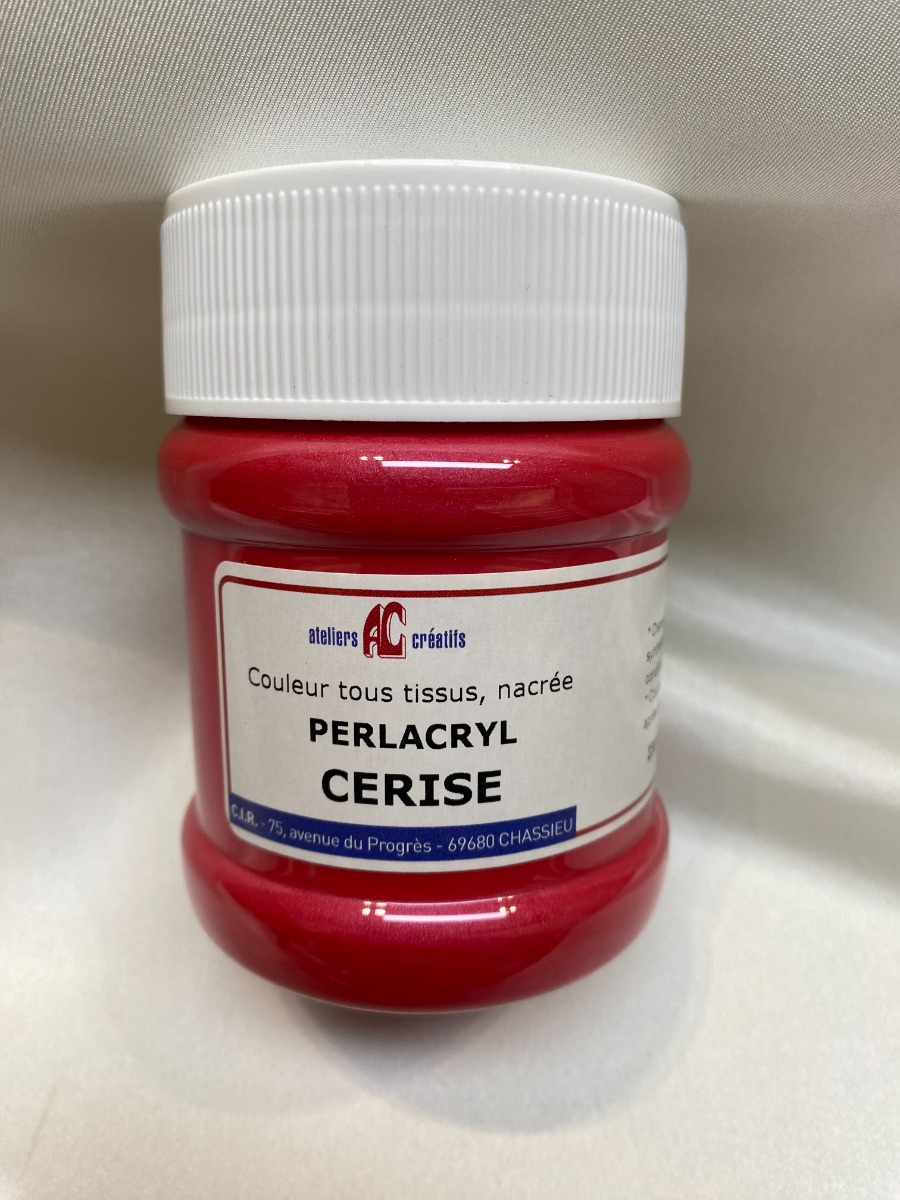 ateliers AC créatifs
Couleur tous tissus, nacrée
PERLACRYL
CERISE
C.I.R. - 75, avenue du Progrès - 69680 CHASSIEU